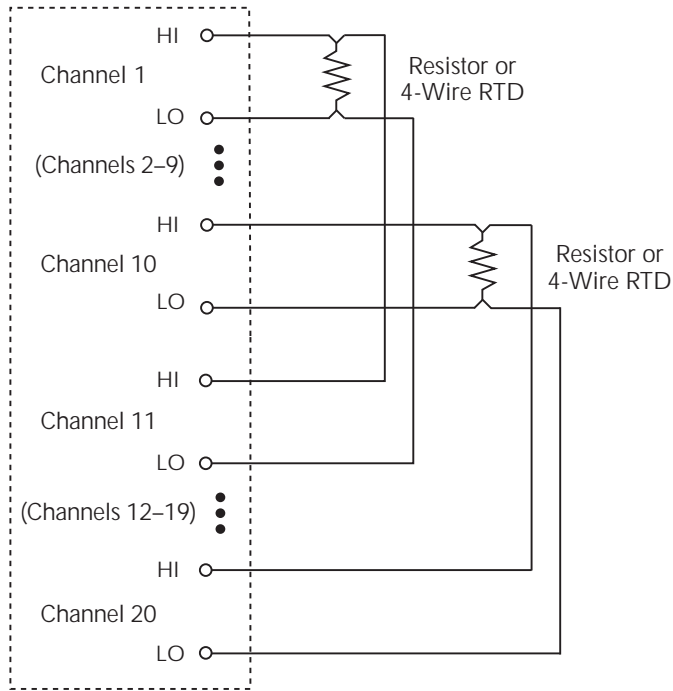 HI
Channel 1
LO
Resistor or
4-Wire RTD
(Channels 2–9)
HI
Channel 10
LO
Resistor or
4-Wire RTD
HI
Channel 11
LO
(Channels 12–19)
HI
Channel 20
LO